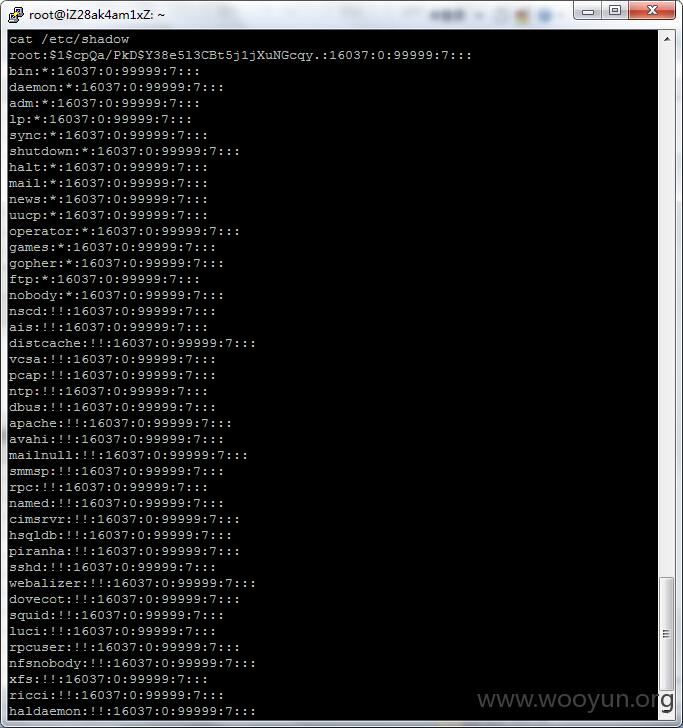 root@iZ28ak4am1xZ: ~
cat /etc/shadow
root:$1$cpQa/PkD$Y38e5l3CBt5j1jXuNGcqy.:16037:0:99999:7:::
bin:*:16037:0:99999:7:::
daemon:*:16037:0:99999:7:::
adm:*:16037:0:99999:7:::
lp:*:16037:0:99999:7:::
sync:*:16037:0:99999:7:::
shutdown:*:16037:0:99999:7:::
halt:*:16037:0:99999:7:::
mail:*:16037:0:99999:7:::
news:*:16037:0:99999:7:::
uucp:*:16037:0:99999:7:::
operator:*:16037:0:99999:7:::
games:*:16037:0:99999:7:::
gopher:*:16037:0:99999:7:::
ftp:*:16037:0:99999:7:::
nobody:*:16037:0:99999:7:::
nscd:!!:16037:0:99999:7:::
ais:!!:16037:0:99999:7:::
distcache:!!:16037:0:99999:7:::
vcsa:!!:16037:0:99999:7:::
pcap:!!:16037:0:99999:7:::
ntp:!!:16037:0:99999:7:::
dbus:!!:16037:0:99999:7:::
apache:!!:16037:0:99999:7:::
avahi:!!:16037:0:99999:7:::
mailnull:!!:16037:0:99999:7:::
smmsp:!!:16037:0:99999:7:::
rpc:!!:16037:0:99999:7:::
named:!!:16037:0:99999:7:::
cimsrvr:!!:16037:0:99999:7:::
hsqldb:!!:16037:0:99999:7:::
piranha:!!:16037:0:99999:7:::
sshd:!!:16037:0:99999:7:::
webalizer:!!:16037:0:99999:7:::
dovecot:!!:16037:0:99999:7:::
squid:!!:16037:0:99999:7:::
luci:!!:16037:0:99999:7:::
rpcuser:!!:16037:0:99999:7:::
nfsnobody:!!:16037:0:99999:7:::
xfs:!!:16037:0:99999:7:::
ricci:!!:16037:0:99999:7:::
haldaemon:!!:16037:0:99999:7:::
www.wooyun.org